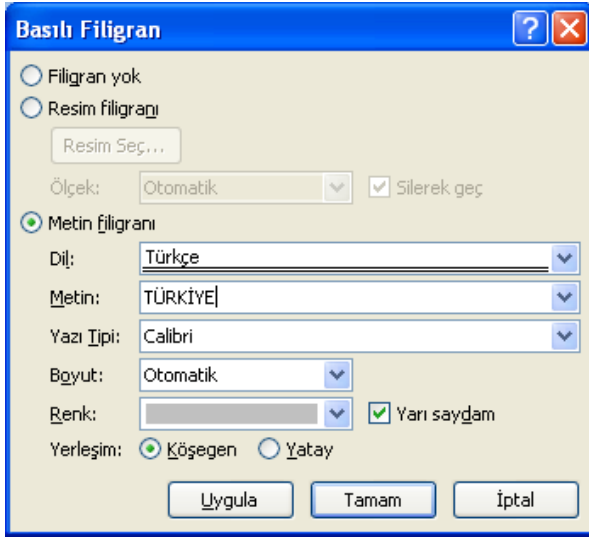 Basılı Filigran
Filigran yok
Resim filigranı
Resim Seç...
Ölçek: Otomatik Silerek geç
Metin filigranı
Dil: Türkçe
Metin: TÜRKİYE
Yazı Tipi: Calibri
Boyut: Otomatik
Renk: Yarı saydam
Yerleşim: Köşegen Yatay
Uygula Tamam İptal